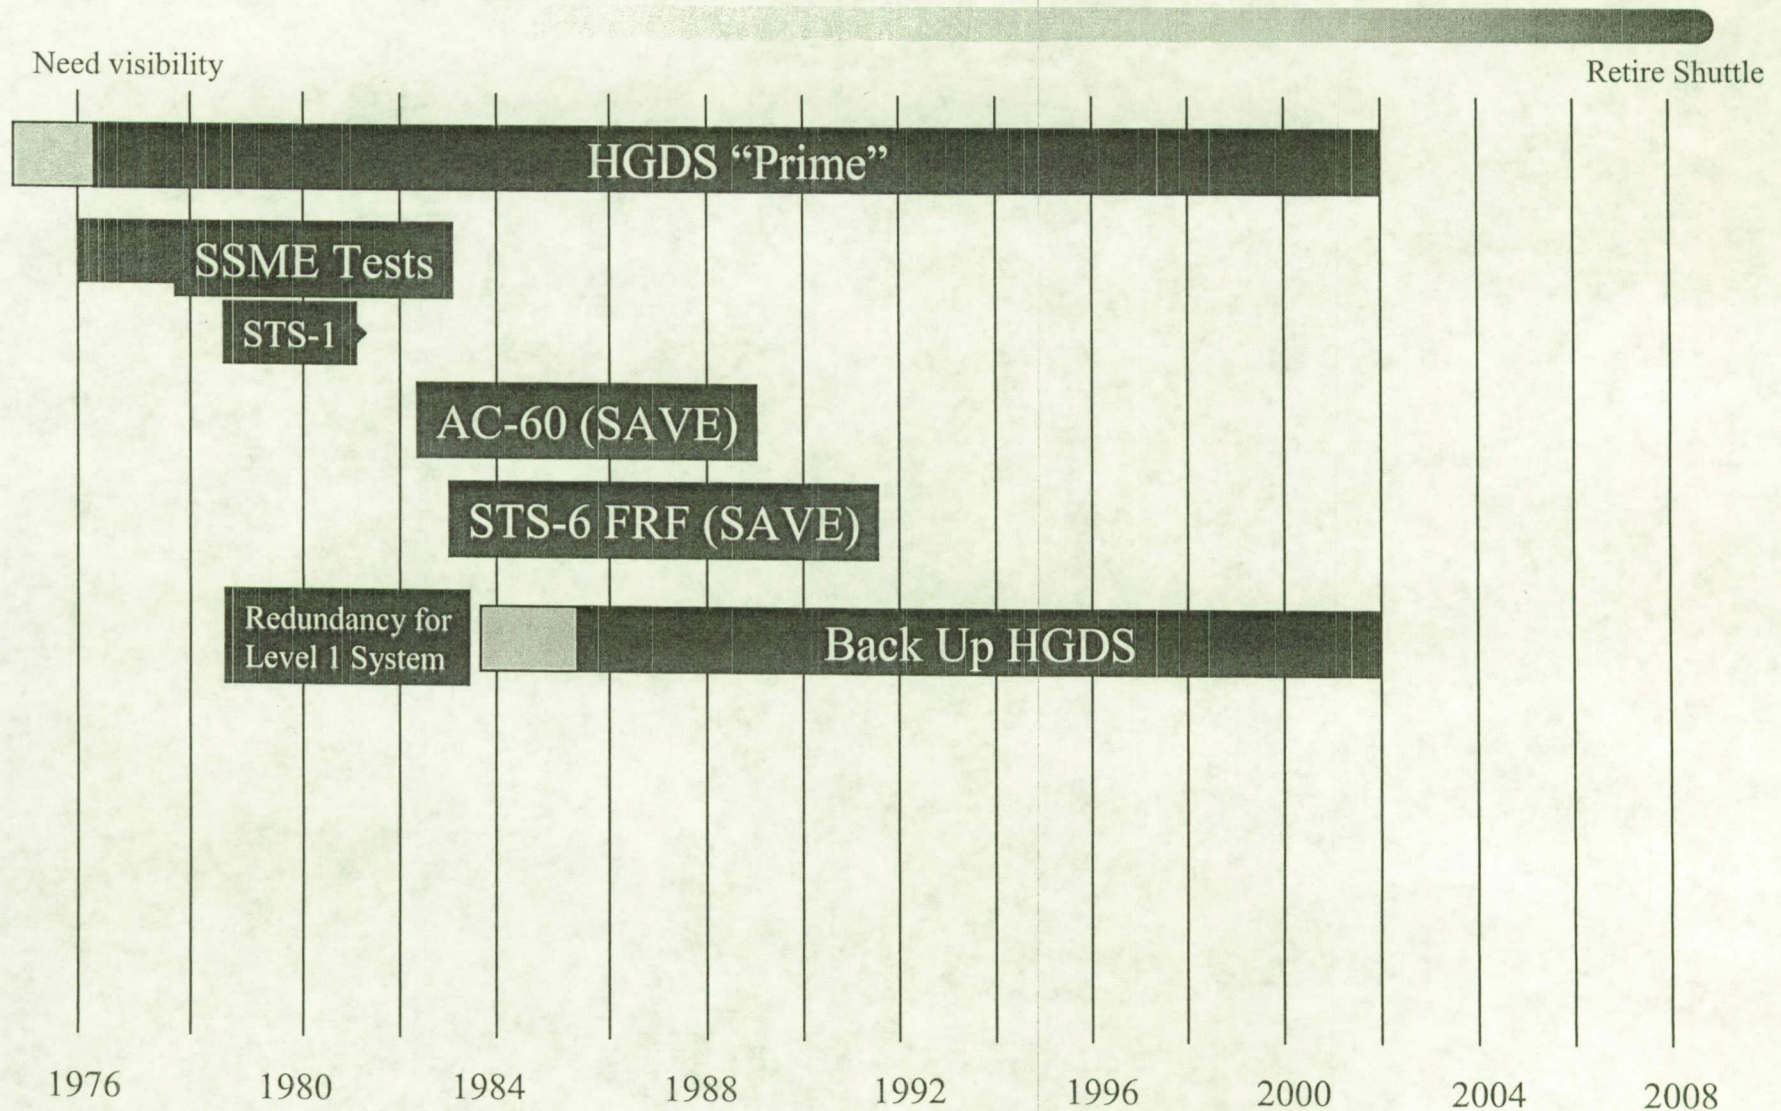 Need visibility
Retire Shuttle
HGDS “Prime”
SSME Tests
STS-1
AC-60 (SAVE)
STS-6 FRF (SAVE)
Redundancy for
Level 1 System
Back Up HGDS
1976 1980 1984 1988 1992 1996 2000 2004 2008